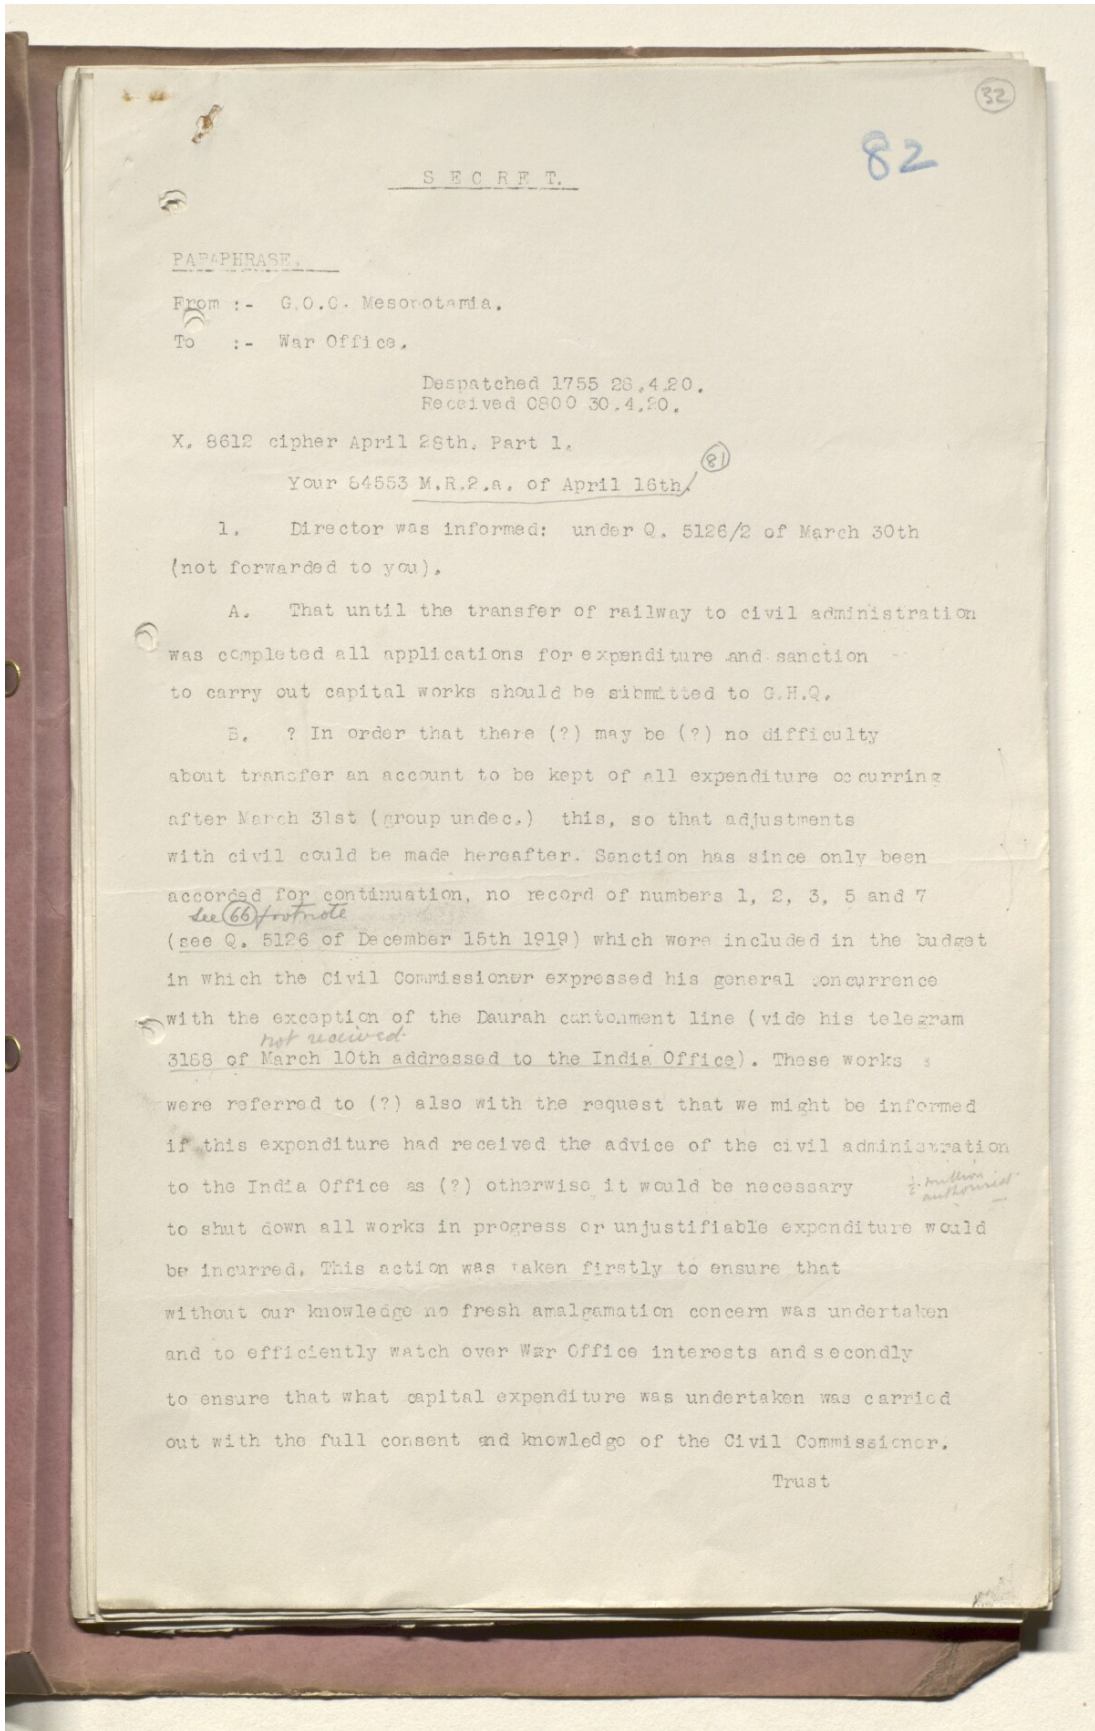 32
82
SECRET.
PARAPHRASE.
From :- G.O.C. Mesopotamia.
To :- War Office.
Despatched 1755 28.4.20.
Received 0800 30.4.20.
X. 8612 cipher April 28th. Part 1.
81
Your 84553 M.R.2.a. of April 16th.
1. Director was informed: under Q. 5126/2 of March 30th
(not forwarded to you).
A. That until the transfer of railway to civil administration
was completed all applications for expenditure and sanction
to carry out capital works should be submitted to G.H.Q.
B. ? In order that there (?) may be (?) no difficulty
about transfer an account to be kept of all expenditure occurring
after March 31st (group undec.) this, so that adjustments
with civil could be made hereafter. Sanction has since only been
accorded for continuation, no record of numbers 1, 2, 3, 5 and 7
See 66 footnote
(see Q. 5126 of December 15th 1919) which were included in the budget
in which the Civil Commissioner expressed his general concurrence
with the exception of the Daurah cantonment line (vide his telegram
not received.
3168 of March 10th addressed to the India Office). These works
were referred to (?) also with the request that we might be informed
if this expenditure had received the advice of the civil administration
to the India Office as (?) otherwise it would be necessary
½ million
authorised
to shut down all works in progress or unjustifiable expenditure would
be incurred. This action was taken firstly to ensure that
without our knowledge no fresh amalgamation concern was undertaken
and to efficiently watch over War Office interests and secondly
to ensure that what capital expenditure was undertaken was carried
out with the full consent and knowledge of the Civil Commissioner.
Trust